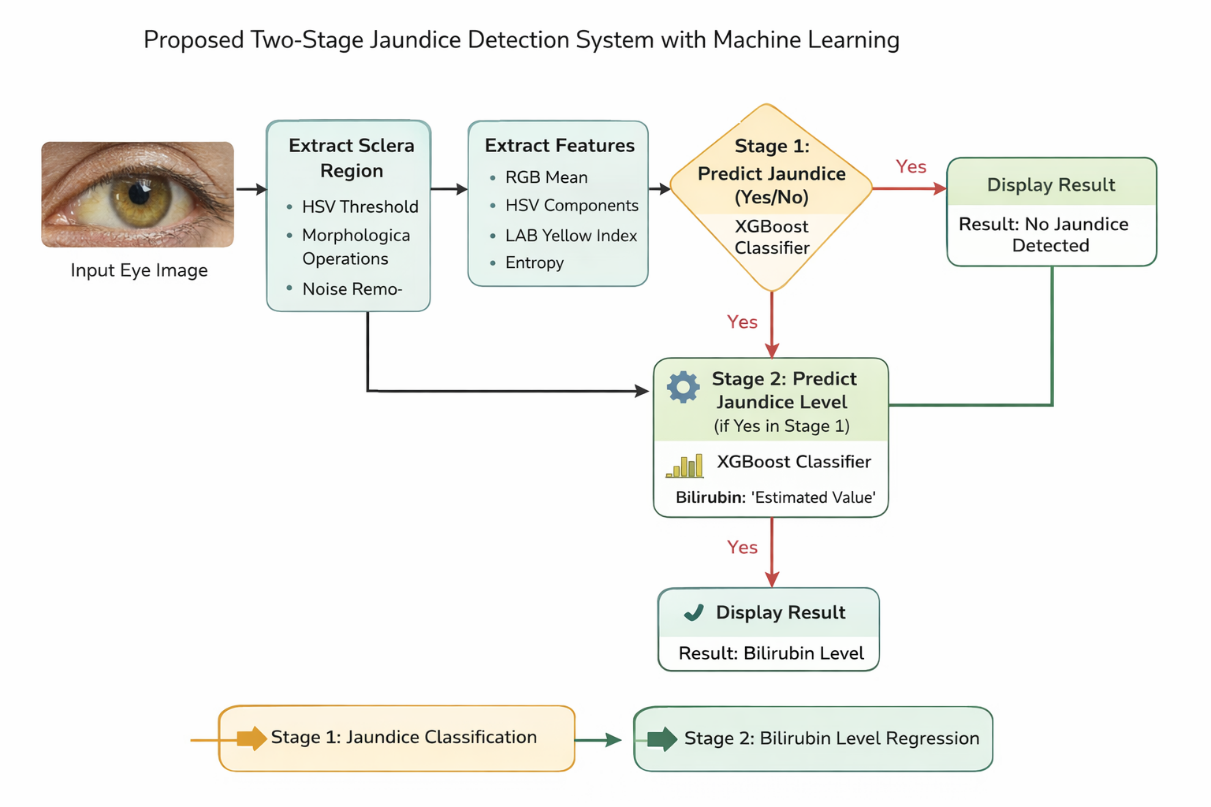 Proposed Two-Stage Jaundice Detection System with Machine Learning
Input Eye Image
Extract Sclera
Region
• HSV Threshold
• Morphologica
Operations
• Noise Remo-
Extract Features
• RGB Mean
• HSV Components
• LAB Yellow Index
• Entropy
Stage 1:
Predict Jaundice
(Yes/No)
XGBoost
Classifier
Yes
Display Result
Result: No Jaundice
Detected
Yes
Stage 2: Predict
Jaundice Level
(if Yes in Stage 1)
XGBoost Classifier
Bilirubin: 'Estimated Value'
Yes
Display Result
Result: Bilirubin Level
Stage 1: Jaundice Classification
Stage 2: Bilirubin Level Regression